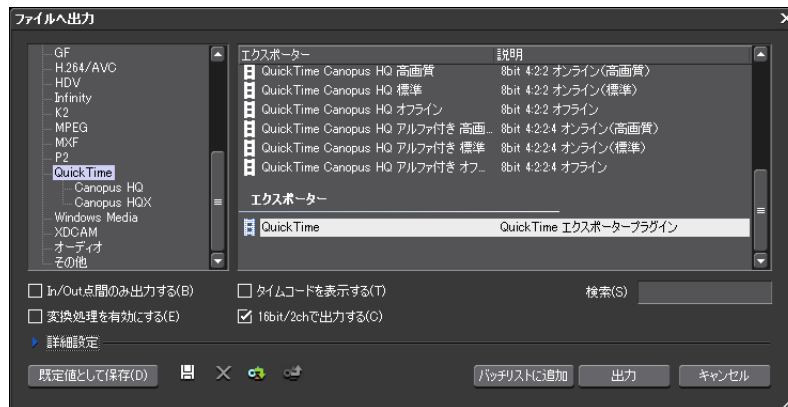 ファイルへ出力
GF
H.264/AVC
HDV
Infinity
K2
MPEG
MXF
P2
QuickTime
Canopus HQ
Canopus HQX
Windows Media
XDCAM
オーディオ
その他
エクスポーター 説明
QuickTime Canopus HQ 高画質 8bit 4:2:2 オンライン(高画質)
QuickTime Canopus HQ 標準 8bit 4:2:2 オンライン(標準)
QuickTime Canopus HQ オフライン 8bit 4:2:2 オフライン
QuickTime Canopus HQ アルファ付き 高画... 8bit 4:2:2:4 オンライン(高画質)
QuickTime Canopus HQ アルファ付き 標準 8bit 4:2:2:4 オンライン(標準)
QuickTime Canopus HQ アルファ付き オフ... 8bit 4:2:2:4 オフライン
エクスポーター
QuickTime QuickTime エクスポータープラグイン
In/Out点間のみ出力する(B) タイムコードを表示する(T) 検索(S)
変換処理を有効にする(E) 16bit/2chで出力する(C)
詳細設定
既定値として保存(D) バッチリストに追加 出力 キャンセル